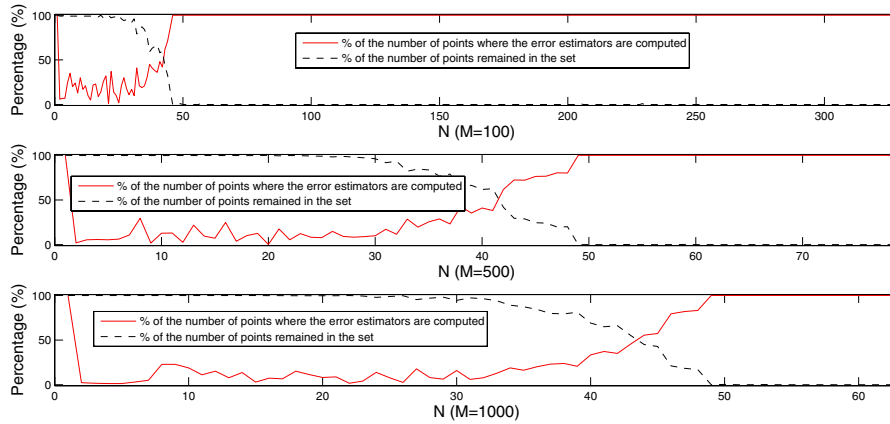 Percentage (%)
100
50
0
% of the number of points where the error estimators are computed
% of the number of points remained in the set
0 50 100 150 200 250 300
N (M=100)
Percentage (%)
100
50
0
% of the number of points where the error estimators are computed
% of the number of points remained in the set
0 10 20 30 40 50 60 70
N (M=500)
Percentage (%)
100
50
0
% of the number of points where the error estimators are computed
% of the number of points remained in the set
0 10 20 30 40 50 60
N (M=1000)